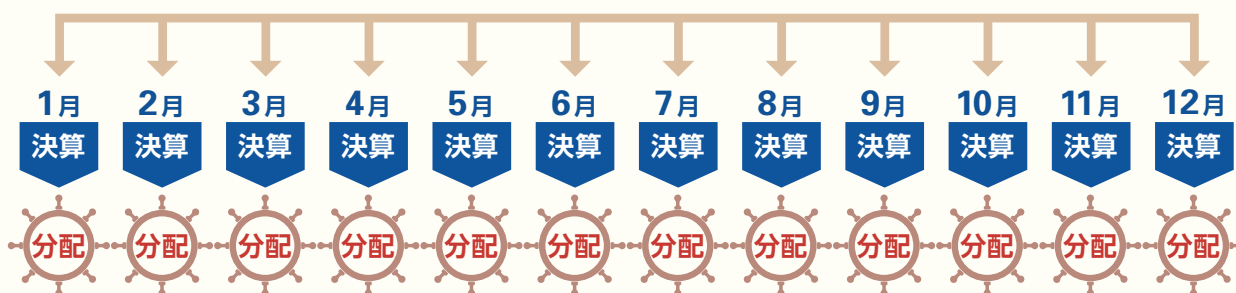 1月 2月 3月 4月 5月 6月 7月 8月 9月 10月 11月 12月
決算 決算 決算 決算 決算 決算 決算 決算 決算 決算 決算 決算
分配 分配 分配 分配 分配 分配 分配 分配 分配 分配 分配 分配